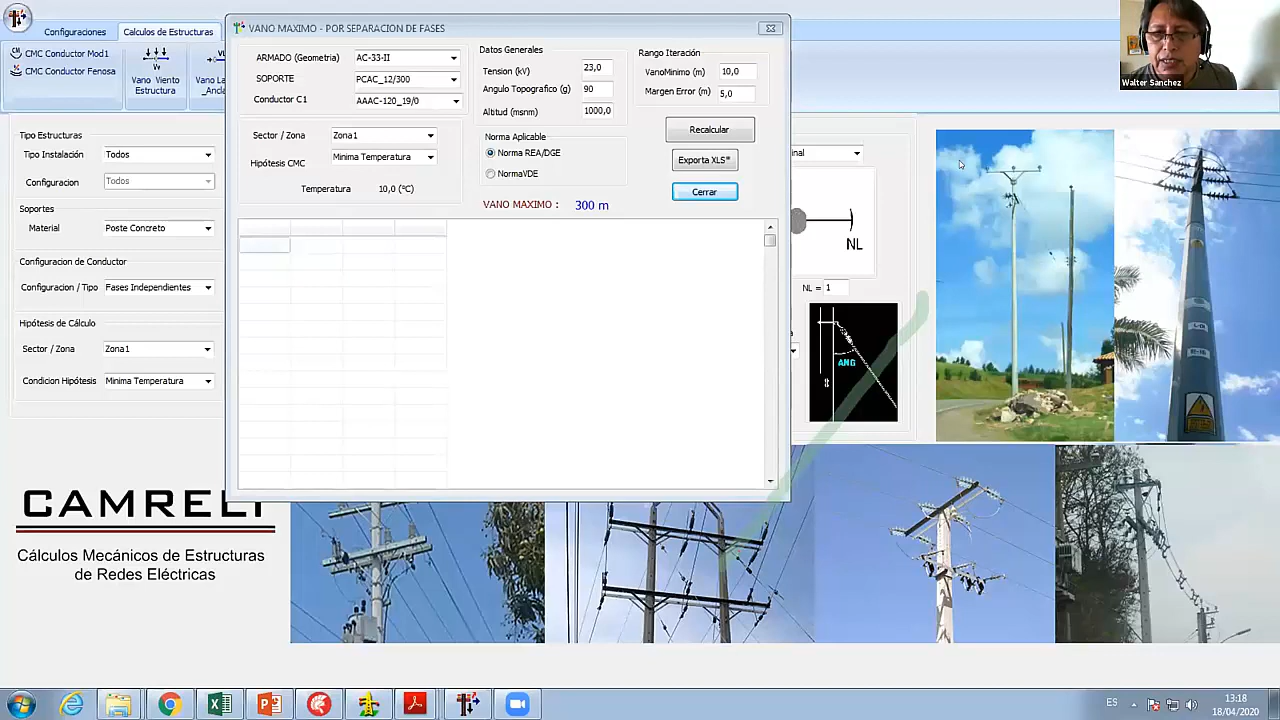 Configuraciones
Calculos de Estructuras
CMC Conductor Mod1
CMC Conductor Fenosa
Vano Viento
Estructura
Vano La
_Ancla
Tipo Estructuras
Tipo Instalación
Todos
Configuracion
Todos
Soportes
Material
Poste Concreto
Configuracion de Conductor
Configuracion / Tipo
Fases Independientes
Hipótesis de Cálculo
Sector / Zona
Zona1
Condicion Hipótesis
Minima Temperatura
VANO MAXIMO - POR SEPARACION DE FASES
ARMADO (Geometria)
AC-33-II
SOPORTE
PCAC_12/300
Conductor C1
AAAC-120_19/0
Sector / Zona
Zona1
Hipótesis CMC
Minima Temperatura
Temperatura
10,0 (ºC)
Datos Generales
Tension (kV)
23,0
Angulo Topografico (g)
90
Altitud (msnm)
1000,0
Norma Aplicable
Norma REA/DGE
NormaVDE
VANO MAXIMO :
300 m
Rango Iteración
VanoMinimo (m)
10,0
Margen Error (m)
5,0
Recalcular
Exporta XLS*
Cerrar
inal
NL
NL =
1
ANG
Walter Sanchez
CAMRELI
Cálculos Mecánicos de Estructuras
de Redes Eléctricas
ES
13:18
18/04/2020